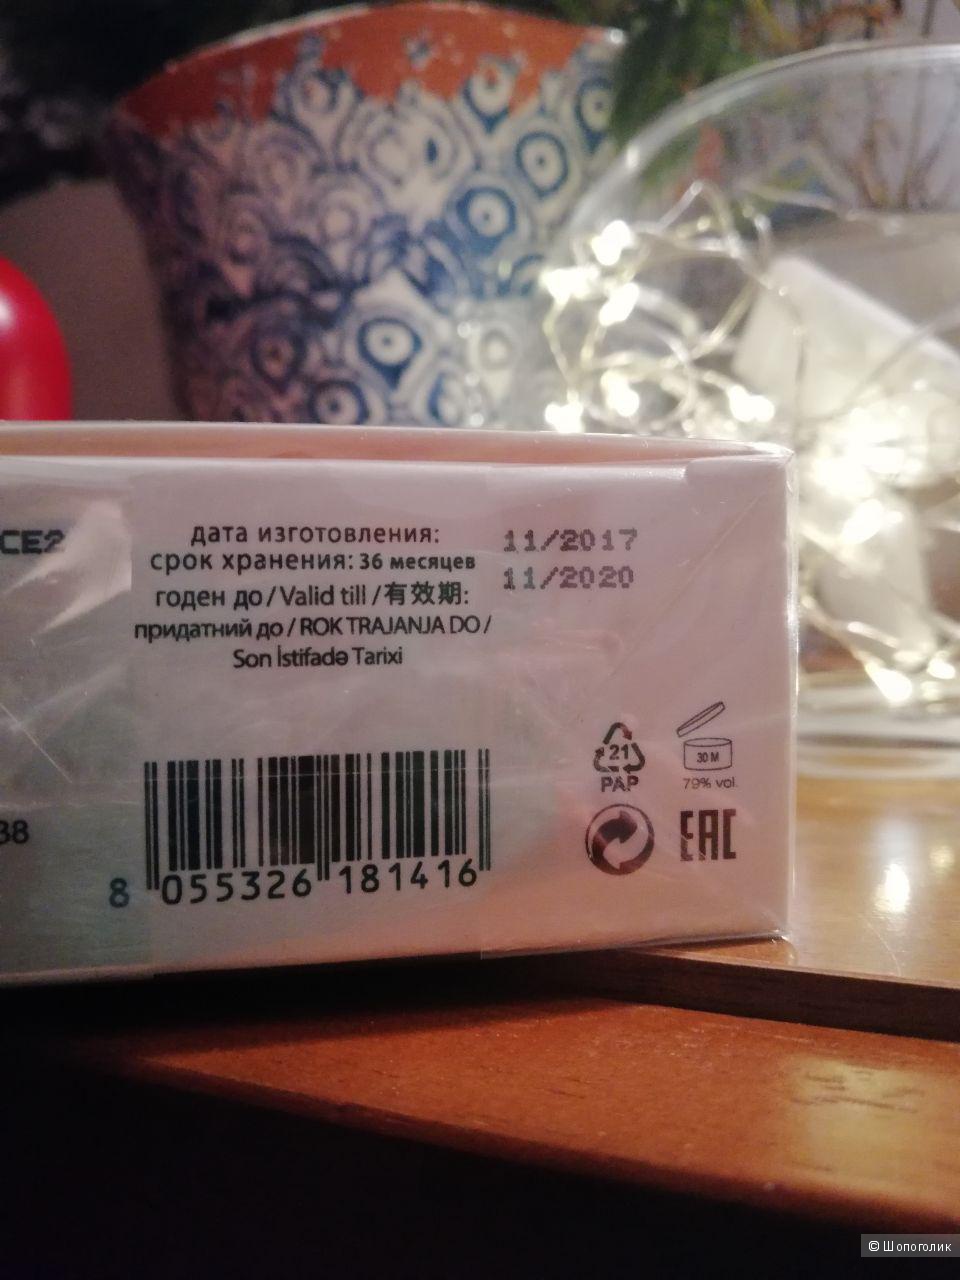 CE2
дата изготовления: 11/2017
срок хранения: 36 месяцев
годен до / Valid till / 有效期: 11/2020
придатний до / ROK TRAJANJA DO /
Son İstifadə Tarixi
21
PAP
30 M
79% vol.
38
EAC
8 055326 181416
© Шопоголик